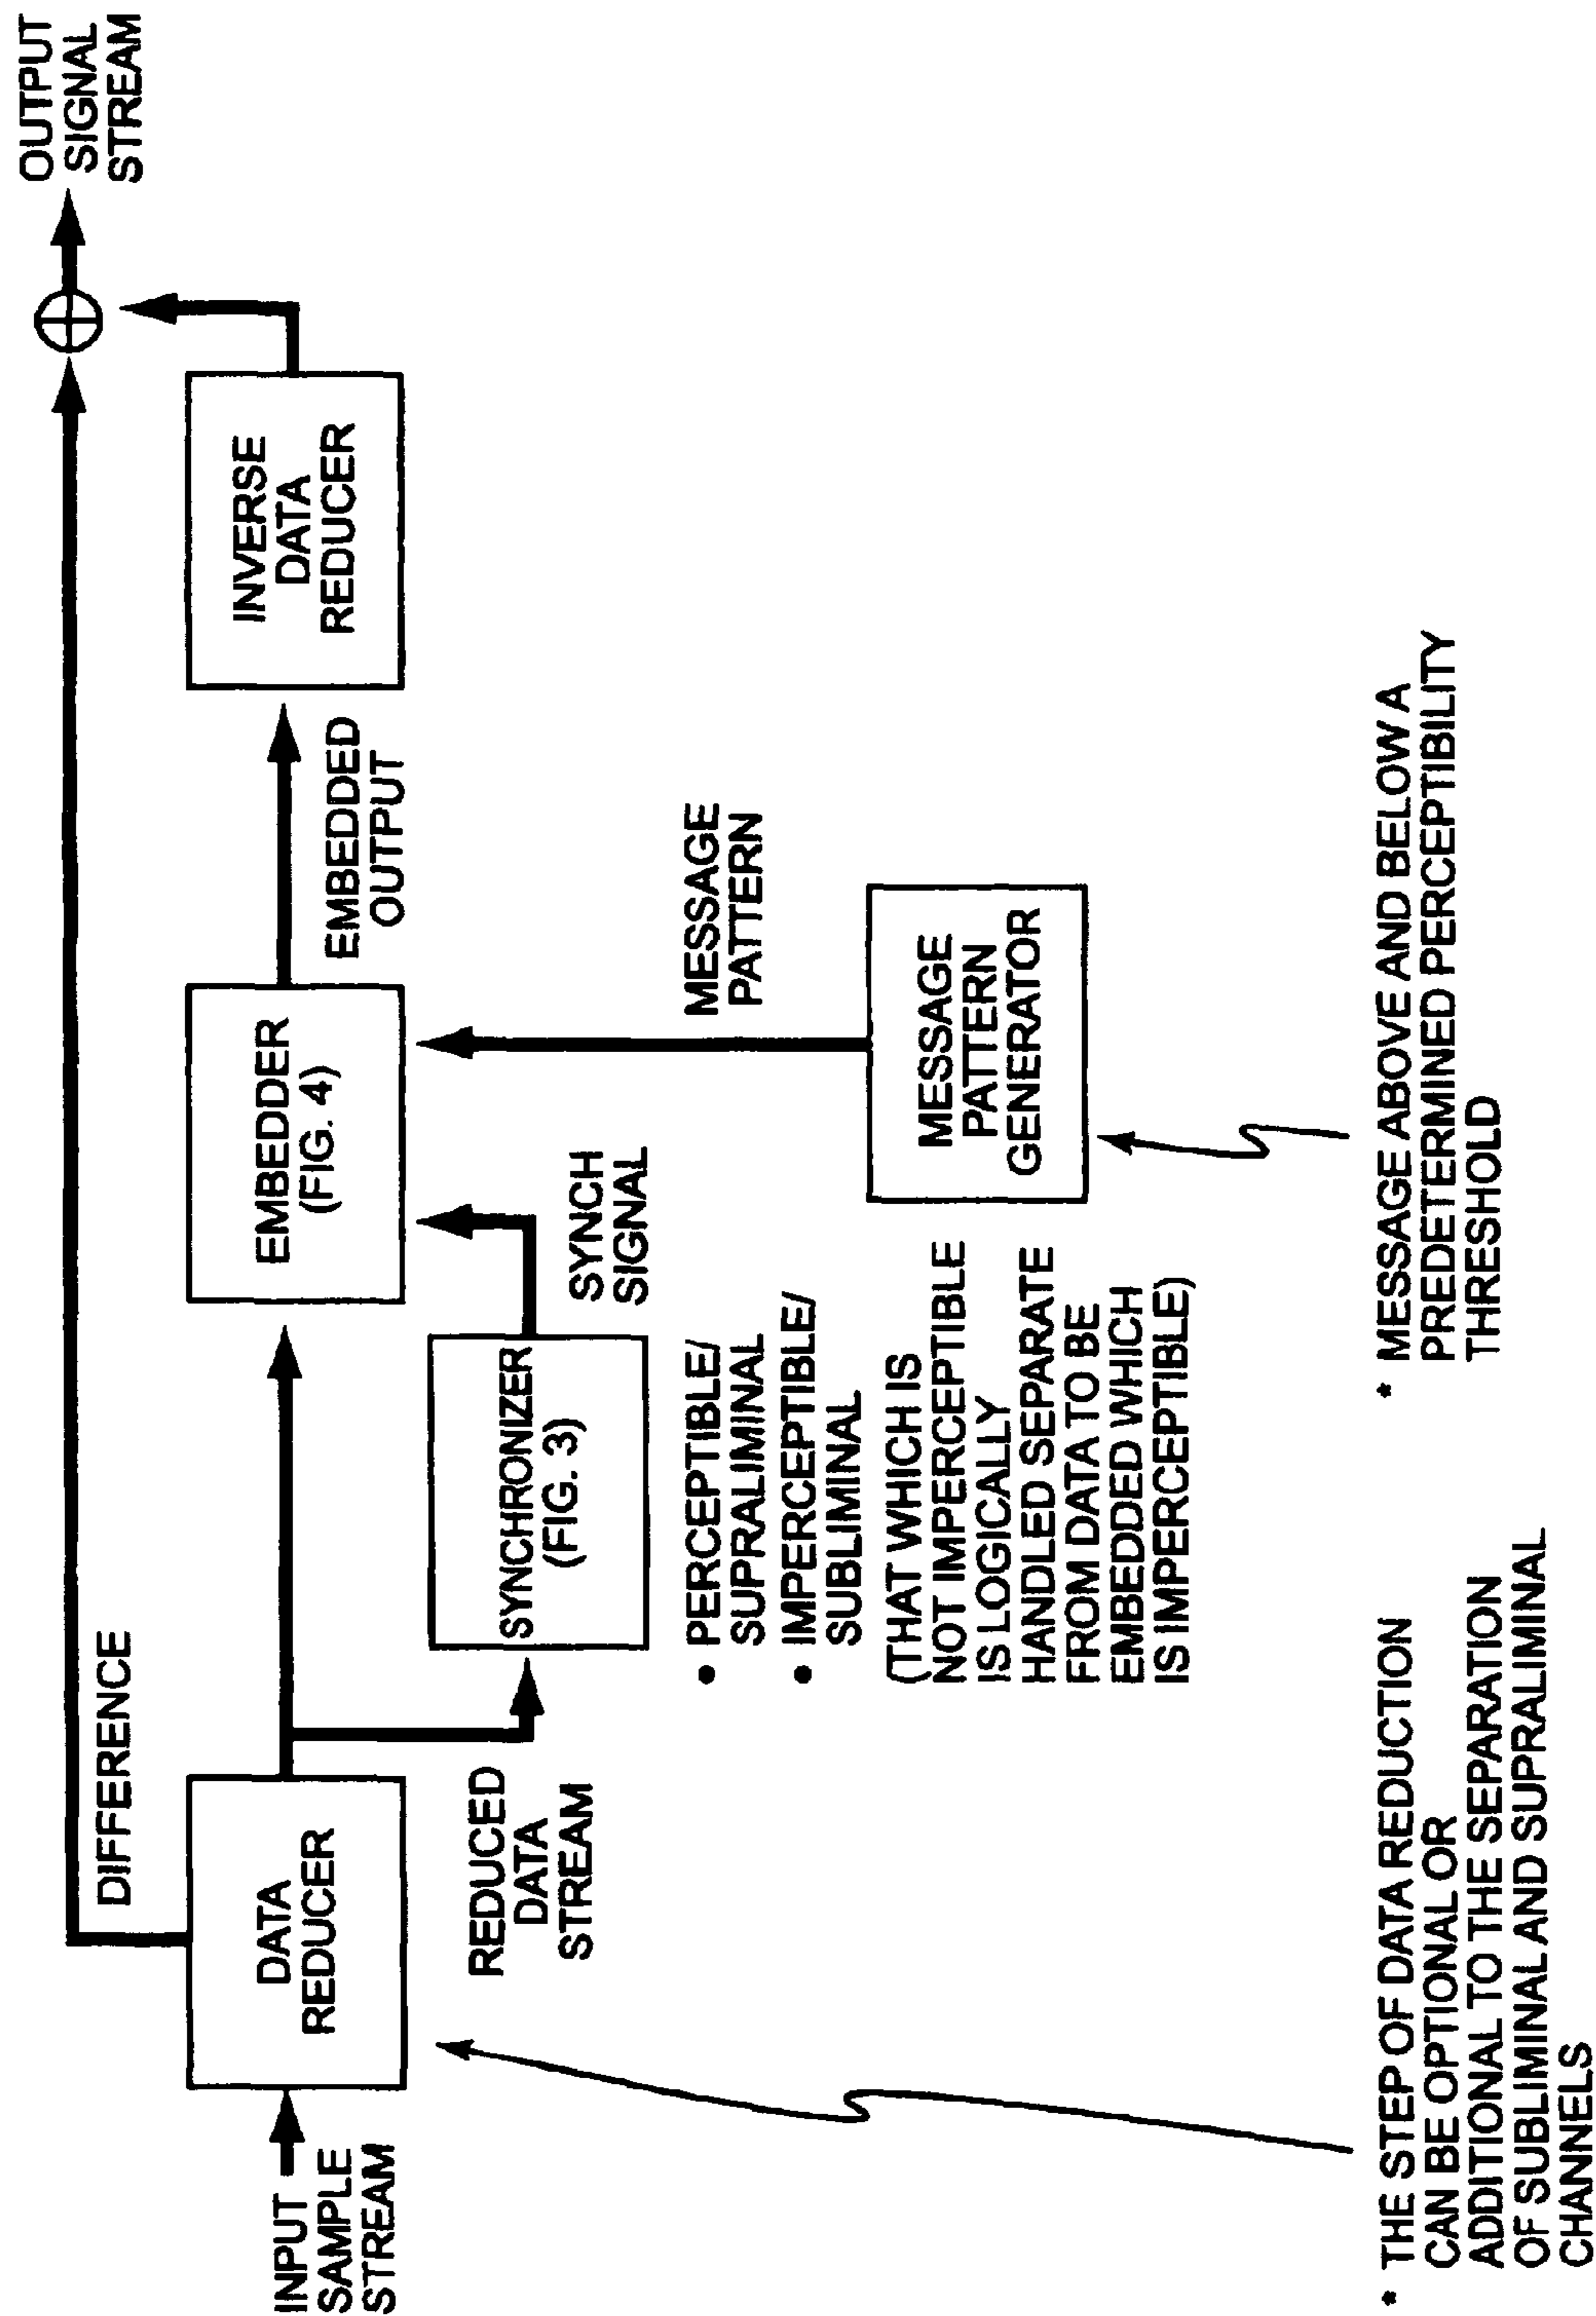 INPUT
SAMPLE
STREAM
DATA
REDUCER
DIFFERENCE
REDUCED
DATA
STREAM
SYNCHRONIZER
(FIG. 3)
SYNCH
SIGNAL
EMBEDDER
(FIG. 4)
EMBEDDED
OUTPUT
INVERSE
DATA
REDUCER
OUTPUT
SIGNAL
STREAM
MESSAGE
PATTERN
MESSAGE
PATTERN
GENERATOR
• PERCEPTIBLE/
SUPRALIMINAL
• IMPERCEPTIBLE/
SUBLIMINAL
(THAT WHICH IS
NOT IMPERCEPTIBLE
IS LOGICALLY
HANDLED SEPARATE
FROM DATA TO BE
EMBEDDED WHICH
IS IMPERCEPTIBLE)
* THE STEP OF DATA REDUCTION
CAN BE OPTIONAL OR
ADDITIONAL TO THE SEPARATION
OF SUBLIMINAL AND SUPRALIMINAL
CHANNELS
* MESSAGE ABOVE AND BELOW A
PREDETERMINED PERCEPTIBILITY
THRESHOLD